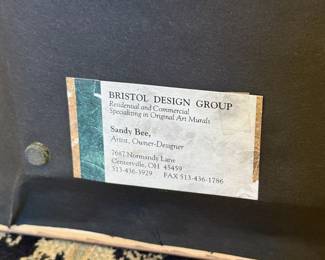 BRISTOL DESIGN GROUP
Residential and Commercial
Specializing in Original Art Murals
Sandy Bee,
Artist, Owner-Designer
7647 Normandy Lane
Centerville, OH 45459
513-436-3929 FAX 513-436-1786